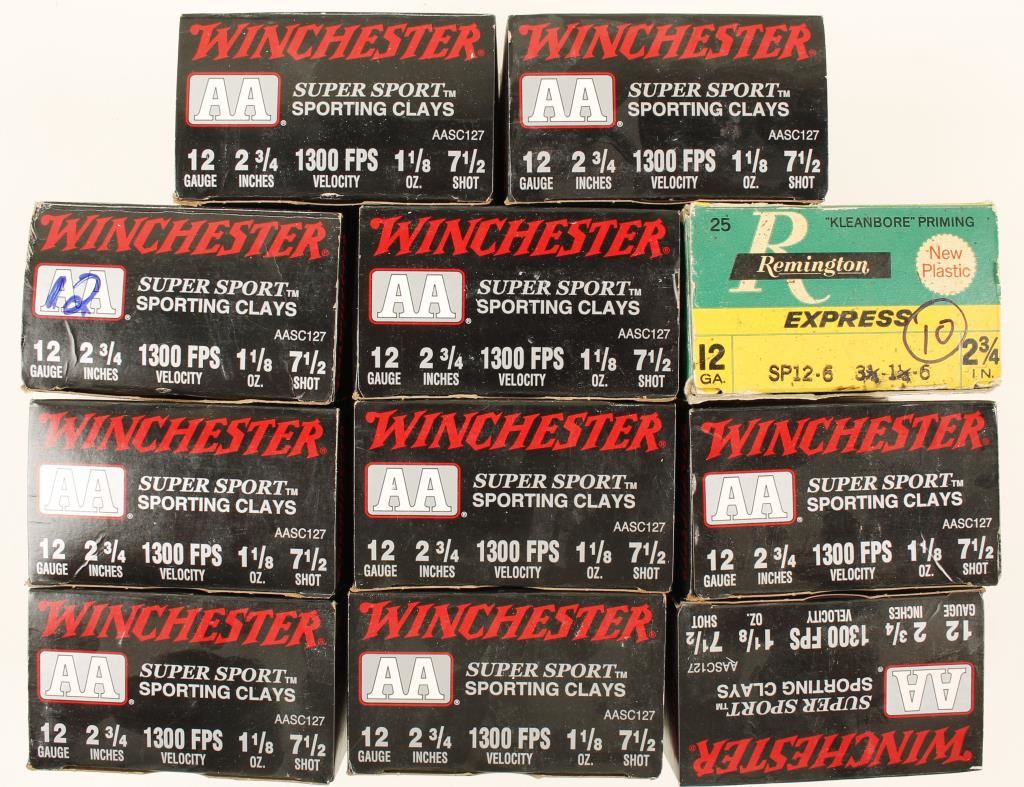 WINCHESTER®
AA® SUPER SPORT™
SPORTING CLAYS
AASC127
12 2 3/4 1300 FPS 1 1/8 7 1/2
GAUGE INCHES VELOCITY OZ. SHOT
WINCHESTER®
AA® SUPER SPORT™
SPORTING CLAYS
AASC127
12 2 3/4 1300 FPS 1 1/8 7 1/2
GAUGE INCHES VELOCITY OZ. SHOT
WINCHESTER®
AA® SUPER SPORT™
12
SPORTING CLAYS
AASC127
12 2 3/4 1300 FPS 1 1/8 7 1/2
GAUGE INCHES VELOCITY OZ. SHOT
WINCHESTER®
AA® SUPER SPORT™
SPORTING CLAYS
AASC127
12 2 3/4 1300 FPS 1 1/8 7 1/2
GAUGE INCHES VELOCITY OZ. SHOT
25 "KLEANBORE" PRIMING
R
Remington
New
Plastic
EXPRESS
10
12 2 3/4
GA. SP12-6 6 IN.
WINCHESTER®
AA® SUPER SPORT™
SPORTING CLAYS
AASC127
12 2 3/4 1300 FPS 1 1/8 7 1/2
GAUGE INCHES VELOCITY OZ. SHOT
WINCHESTER®
AA® SUPER SPORT™
SPORTING CLAYS
AASC127
12 2 3/4 1300 FPS 1 1/8 7 1/2
GAUGE INCHES VELOCITY OZ. SHOT
WINCHESTER®
AA® SUPER SPORT™
SPORTING CLAYS
AASC127
12 2 3/4 1300 FPS 1 1/8 7 1/2
GAUGE INCHES VELOCITY OZ. SHOT
WINCHESTER®
AA® SUPER SPORT™
SPORTING CLAYS
AASC127
12 2 3/4 1300 FPS 1 1/8 7 1/2
GAUGE INCHES VELOCITY OZ. SHOT
WINCHESTER®
AA® SUPER SPORT™
SPORTING CLAYS
AASC127
12 2 3/4 1300 FPS 1 1/8 7 1/2
GAUGE INCHES VELOCITY OZ. SHOT
WINCHESTER®
AA® SUPER SPORT™
SPORTING CLAYS
AASC127
12 2 3/4 1300 FPS 1 1/8 7 1/2
GAUGE INCHES VELOCITY OZ. SHOT